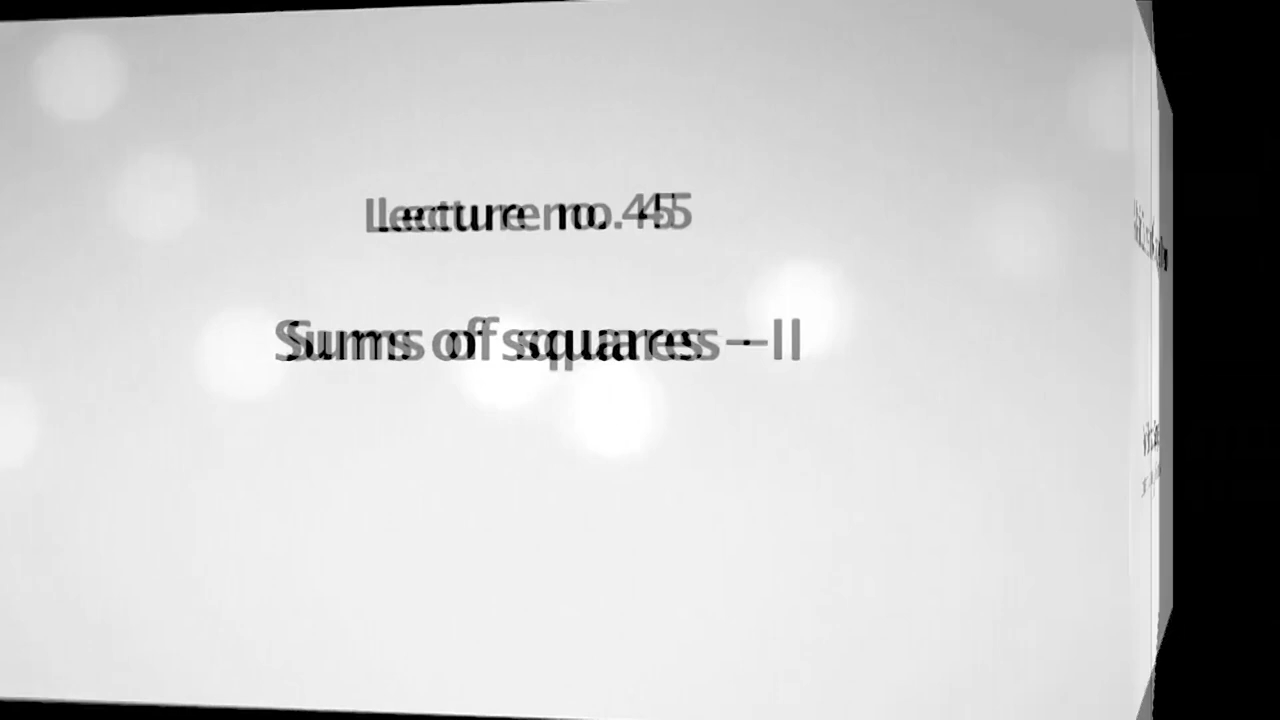 Lecture no. 45
Sums of squares – II